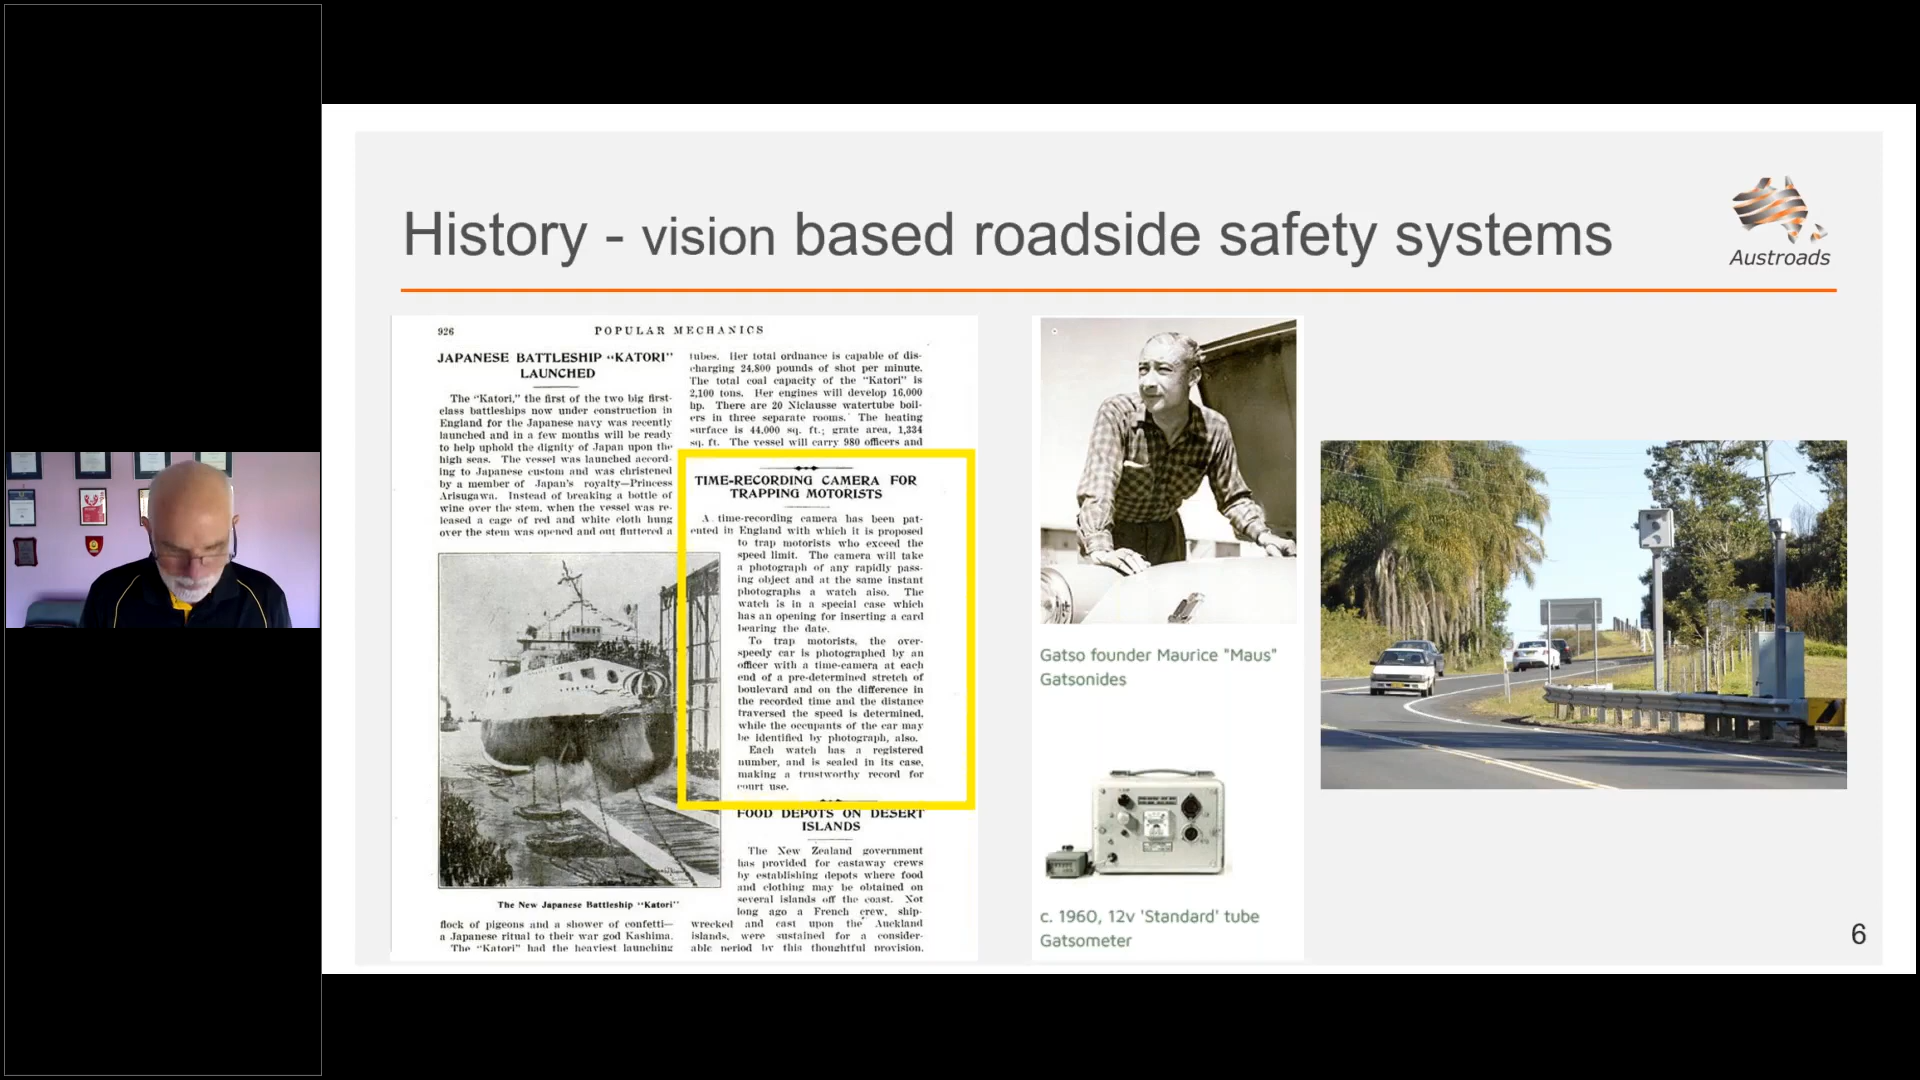 History - vision based roadside safety systems
Austroads
926
POPULAR MECHANICS
JAPANESE BATTLESHIP "KATORI"
LAUNCHED
The "Katori," the first of the two big first-
class battleships now under construction in
England for the Japanese navy was recently
launched and in a few months will be ready
to help uphold the dignity of Japan upon the
high seas. The vessel was launched accord-
ing to Japanese custom and was christened
by a member of Japan's royalty—Princess
Arisugawa. Instead of breaking a bottle of
wine over the stem, when the vessel was re-
leased a cage of red and white cloth hung
over the stem was opened and out fluttered a
The New Japanese Battleship "Katori"
flock of pigeons and a shower of confetti—
a Japanese ritual to their war god Kashima.
The "Katori" had the heaviest launching
tubes. Her total ordnance is capable of dis-
charging 24,800 pounds of shot per minute.
The total coal capacity of the "Katori" is
2,100 tons. Her engines will develop 16,000
hp. There are 20 Niclausse watertube boil-
ers in three separate rooms. The heating
surface is 44,000 sq. ft.; grate area, 1,334
sq. ft. The vessel will carry 980 officers and
TIME-RECORDING CAMERA FOR
TRAPPING MOTORISTS
A time-recording camera has been pat-
ented in England with which it is proposed
to trap motorists who exceed the
speed limit. The camera will take
a photograph of any rapidly pass-
ing object and at the same instant
photographs a watch also. The
watch is in a special case which
has an opening for inserting a card
bearing the date.
To trap motorists, the over-
speedy car is photographed by an
officer with a time-camera at each
end of a pre-determined stretch of
boulevard and on the difference in
the recorded time and the distance
traversed the speed is determined,
while the occupants of the car may
be identified by photograph, also.
Each watch has a registered
number, and is sealed in its case,
making a trustworthy record for
court use.
FOOD DEPOTS ON DESERT
ISLANDS
The New Zealand government
has provided for castaway crews
by establishing depots where food
and clothing may be obtained on
several islands off the coast. Not
long ago a French crew, ship-
wrecked and cast upon the Auckland
islands, were sustained for a consider-
able period by this thoughtful provision.
Gatso founder Maurice "Maus"
Gatsonides
c. 1960, 12v 'Standard' tube
Gatsometer
6